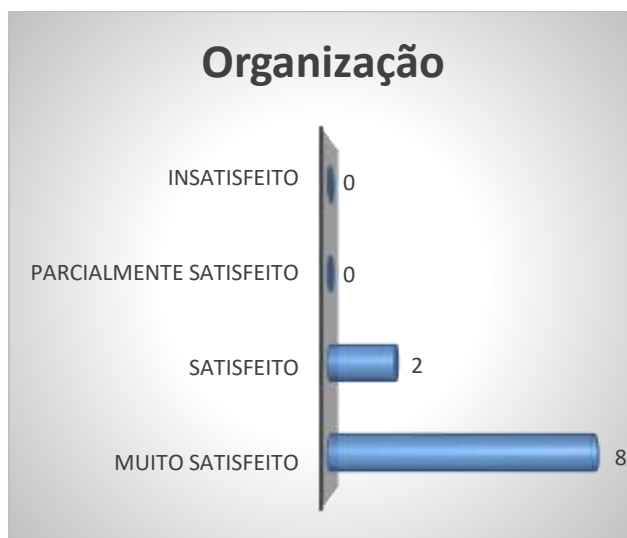 Organização
INSATISFEITO 0
PARCIALMENTE SATISFEITO 0
SATISFEITO 2
MUITO SATISFEITO 8